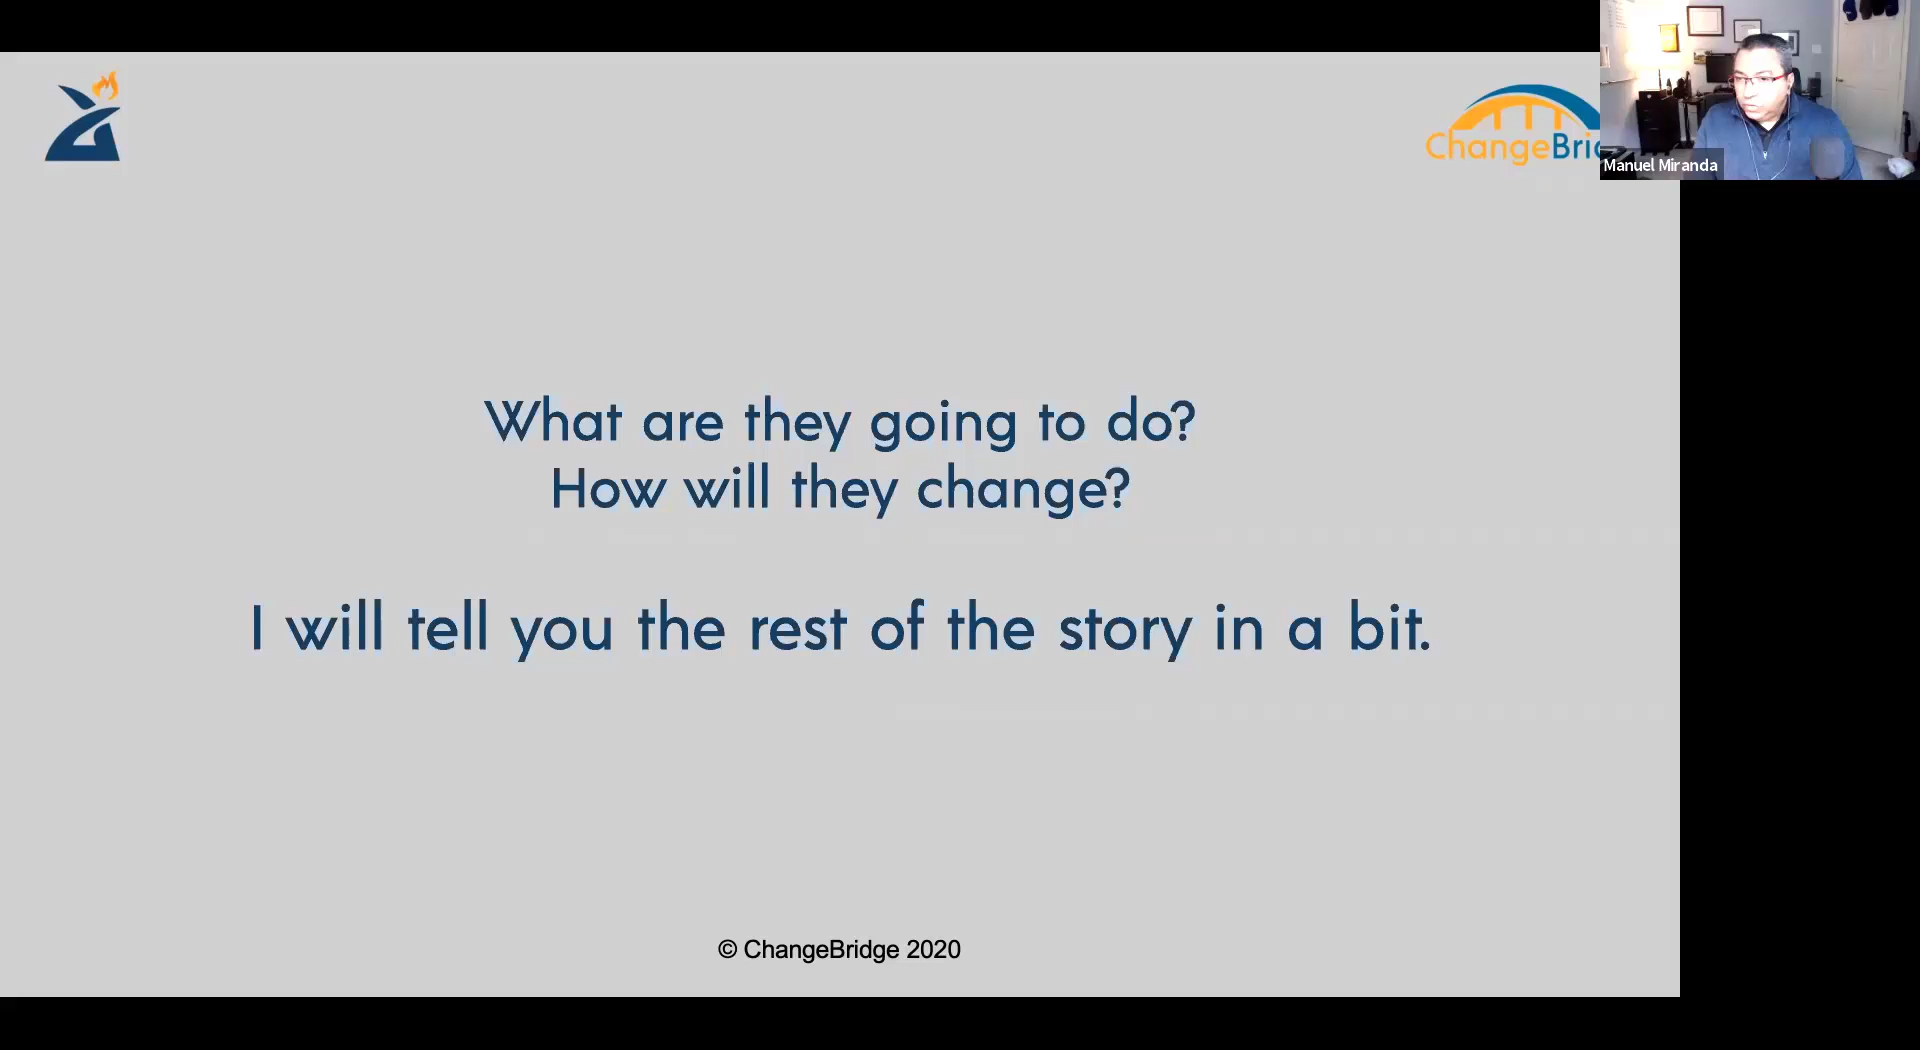 ChangeBri
Manuel Miranda
What are they going to do?
How will they change?
I will tell you the rest of the story in a bit.
© ChangeBridge 2020